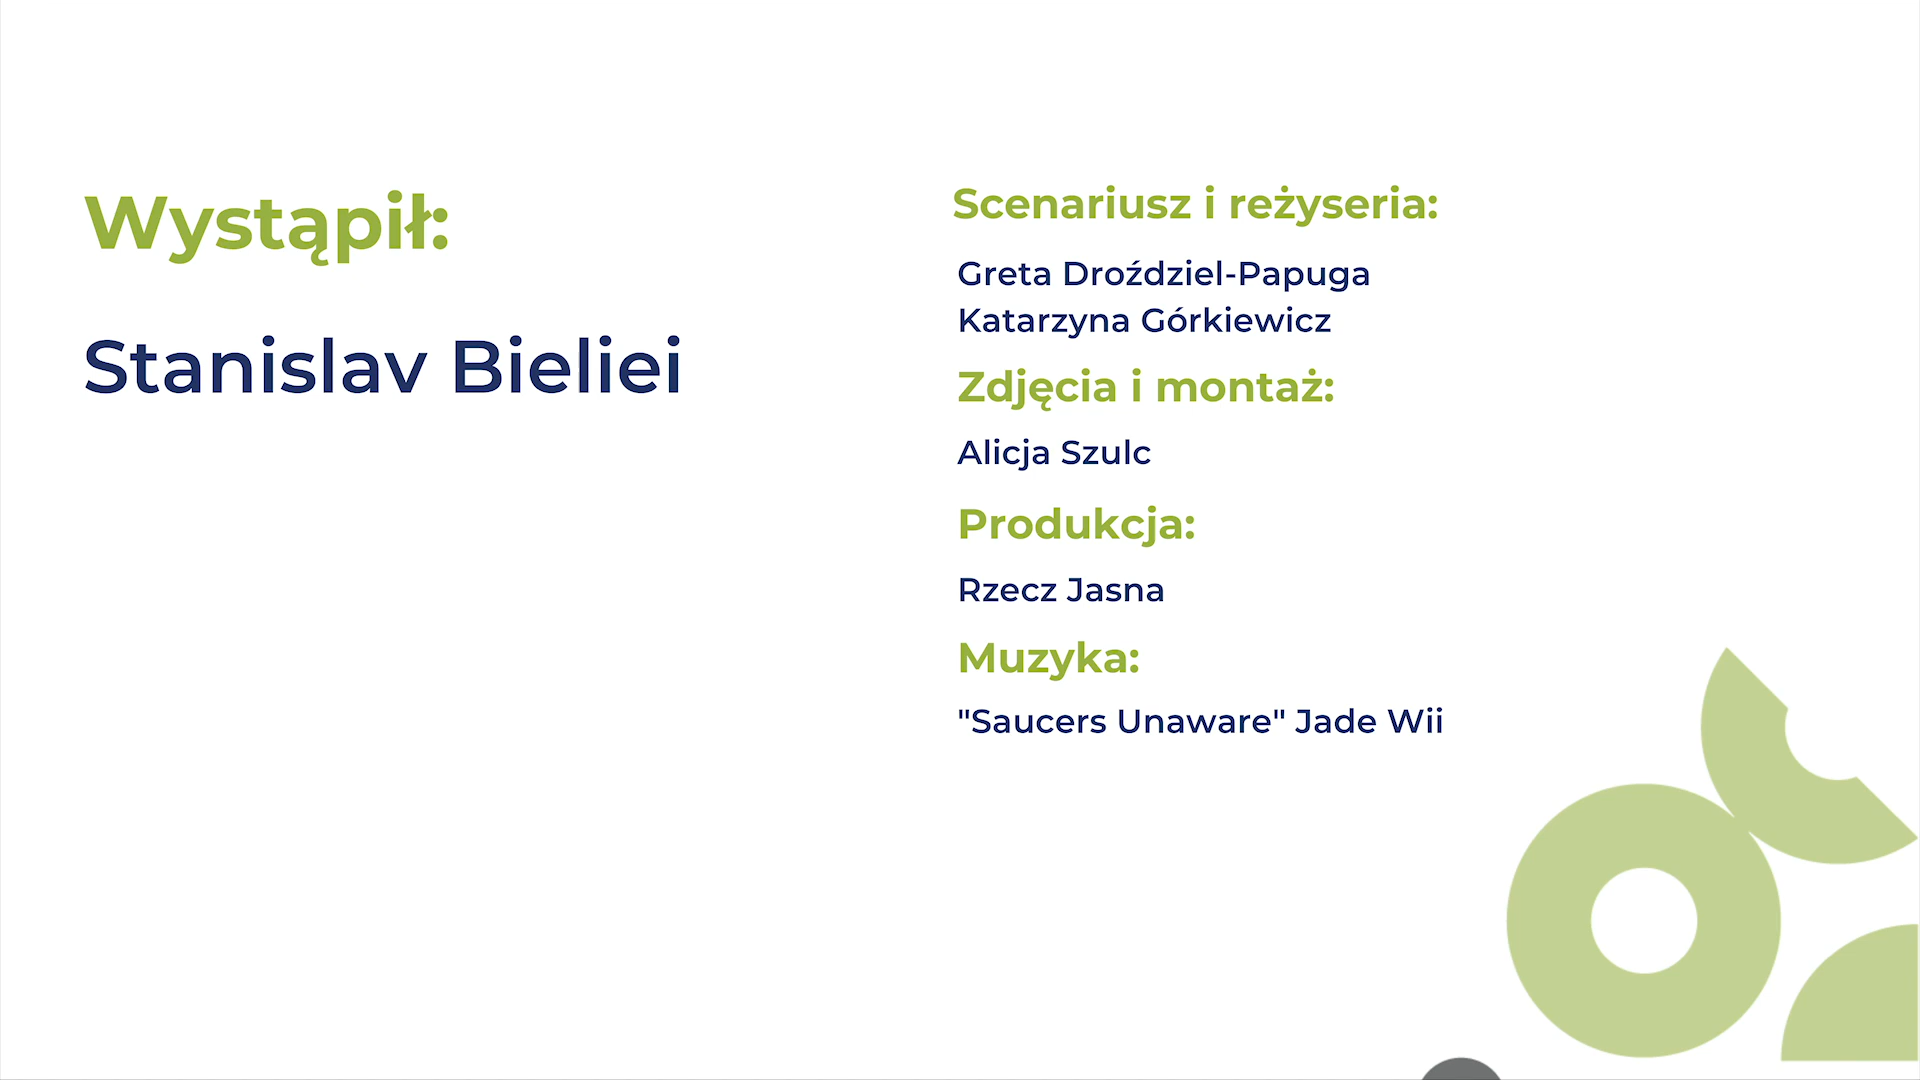 Wystąpił:
Stanislav Bieliei
Scenariusz i reżyseria:
Greta Droździel-Papuga
Katarzyna Górkiewicz
Zdjęcia i montaż:
Alicja Szulc
Produkcja:
Rzecz Jasna
Muzyka:
"Saucers Unaware" Jade Wii